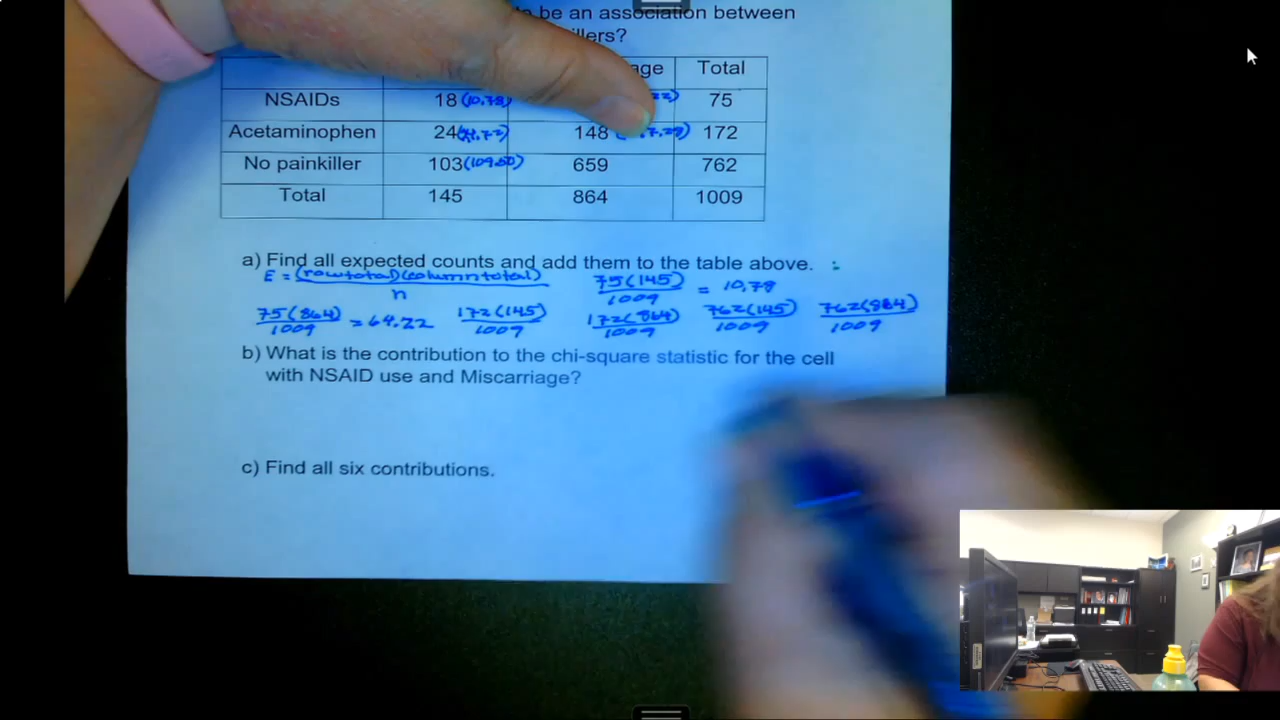 be an association between
llers?
age Total
NSAIDs 18 (10.78) 75
Acetaminophen 24 148 172
No painkiller 103 659 762
Total 145 864 1009
a) Find all expected counts and add them to the table above. :
E = (row total)(column total) / n 75(145) / 1009 = 10.78
75(864) / 1009 = 64.22 172(145) / 1009 172(864) / 1009 762(145) / 1009 762(864) / 1009
b) What is the contribution to the chi-square statistic for the cell
with NSAID use and Miscarriage?
c) Find all six contributions.